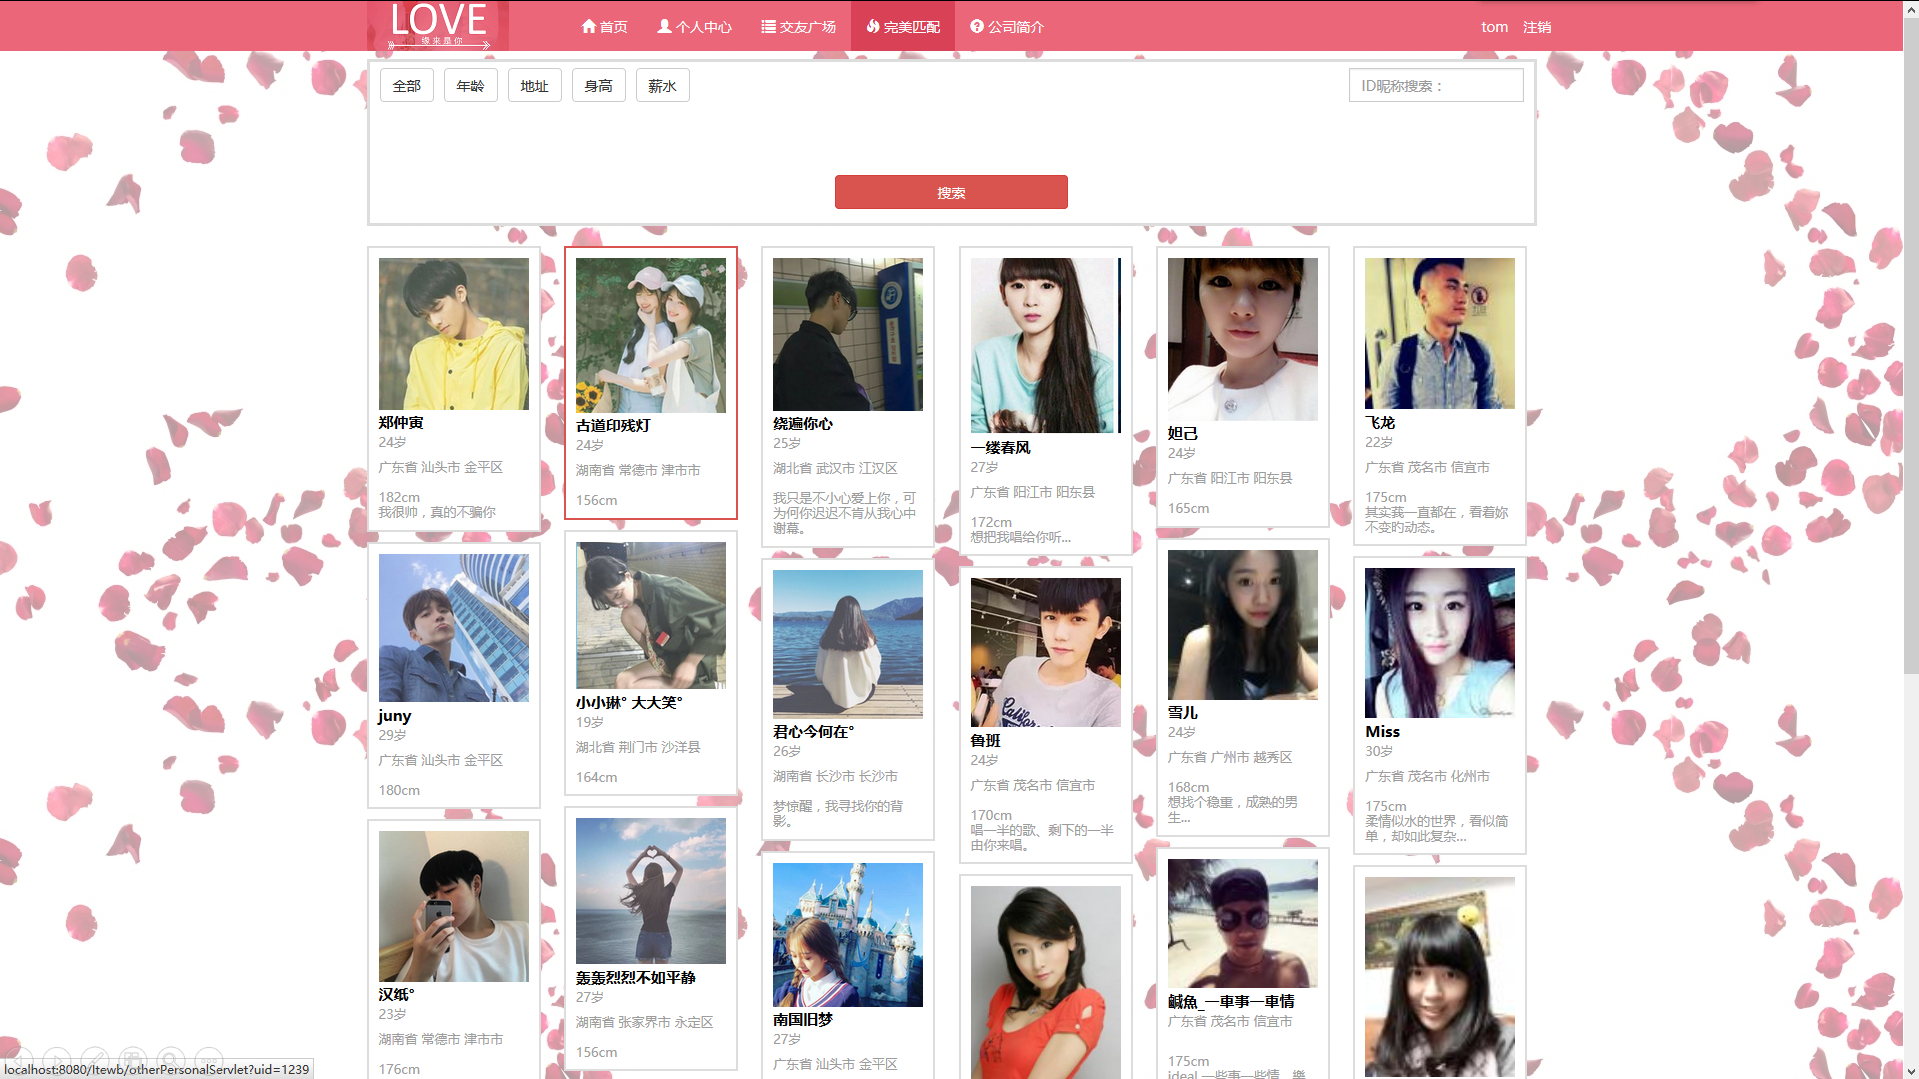 LOVE
缘来是你
首页
个人中心
交友广场
完美匹配
公司简介
tom
注销
全部
年龄
地址
身高
薪水
ID昵称搜索：
搜索
郑仲寅
24岁
广东省 汕头市 金平区
182cm
我很帅，真的不骗你
juny
29岁
广东省 汕头市 金平区
180cm
汉纸°
23岁
湖南省 常德市 津市市
176cm
古道印残灯
24岁
湖南省 常德市 津市市
156cm
小小琳° 大大笑°
19岁
湖北省 荆门市 沙洋县
164cm
轰轰烈烈不如平静
27岁
湖南省 张家界市 永定区
156cm
绕遍你心
25岁
湖北省 武汉市 江汉区
我只是不小心爱上你，可
为何你迟迟不肯从我心中
谢幕。
君心今何在°
26岁
湖南省 长沙市 长沙市
梦惊醒，我寻找你的背
影。
南国旧梦
27岁
广东省 汕头市 金平区
一缕春风
27岁
广东省 阳江市 阳东县
172cm
想把我唱给你听...
鲁班
24岁
广东省 茂名市 信宜市
170cm
唱一半的歌、剩下的一半
由你来唱。
妲己
24岁
广东省 阳江市 阳东县
165cm
雪儿
24岁
广东省 广州市 越秀区
168cm
想找个稳重，成熟的男
生...
鹹魚_一車事一車情
广东省 茂名市 信宜市
175cm
ideal 一些事一些情，樂
飞龙
22岁
广东省 茂名市 信宜市
175cm
其实龚一直都在，看着妳
不变旳动态。
Miss
30岁
广东省 茂名市 化州市
175cm
柔情似水的世界，看似简
单，却如此复杂...
localhost:8080/ltewb/otherPersonalServlet?uid=1239